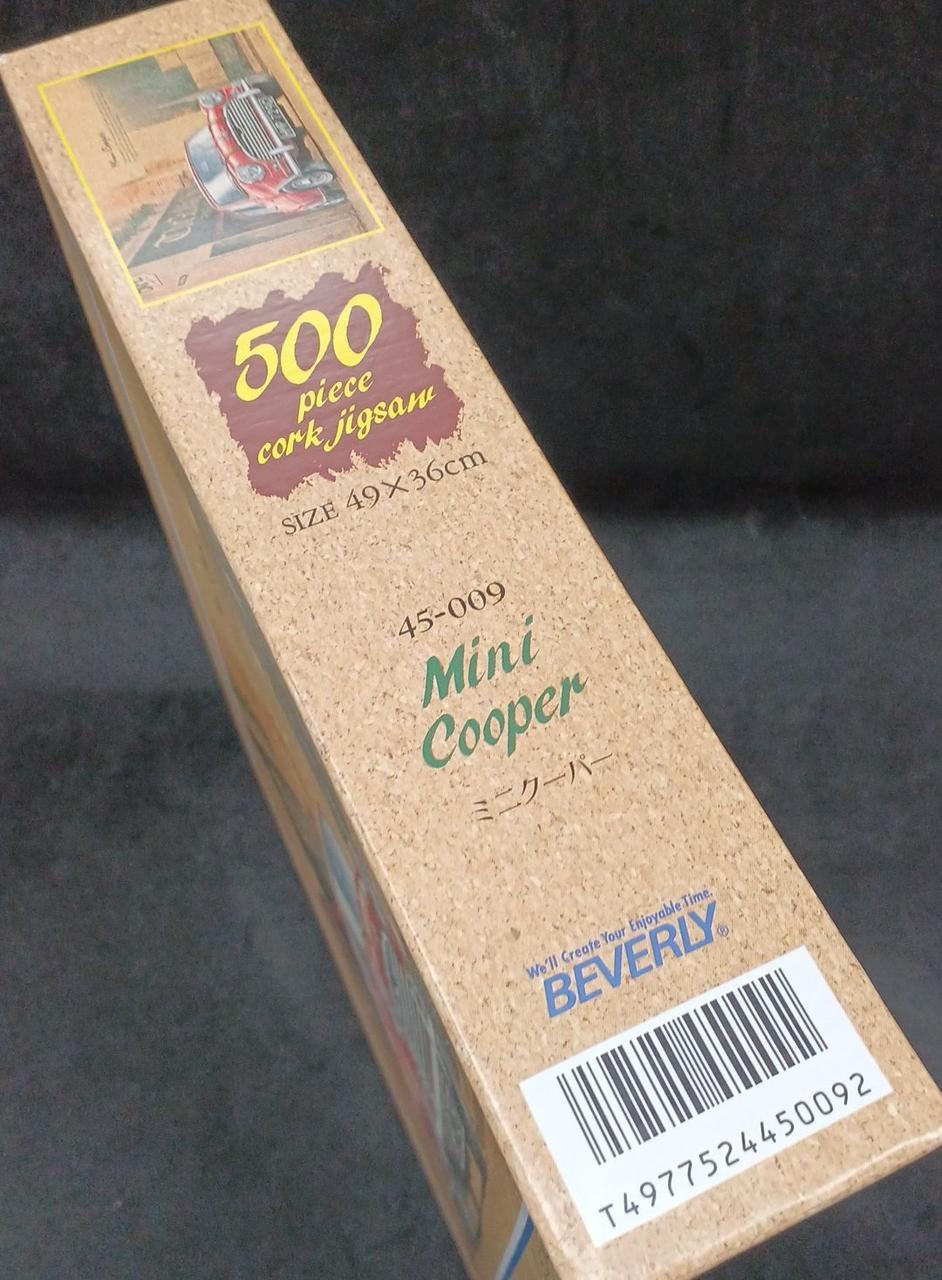 500
piece
cork jigsaw
SIZE 49×36cm
45-009
Mini
Cooper
ミニクーパー
We'll Create Your Enjoyable Time.
BEVERLY®
T4977524450092